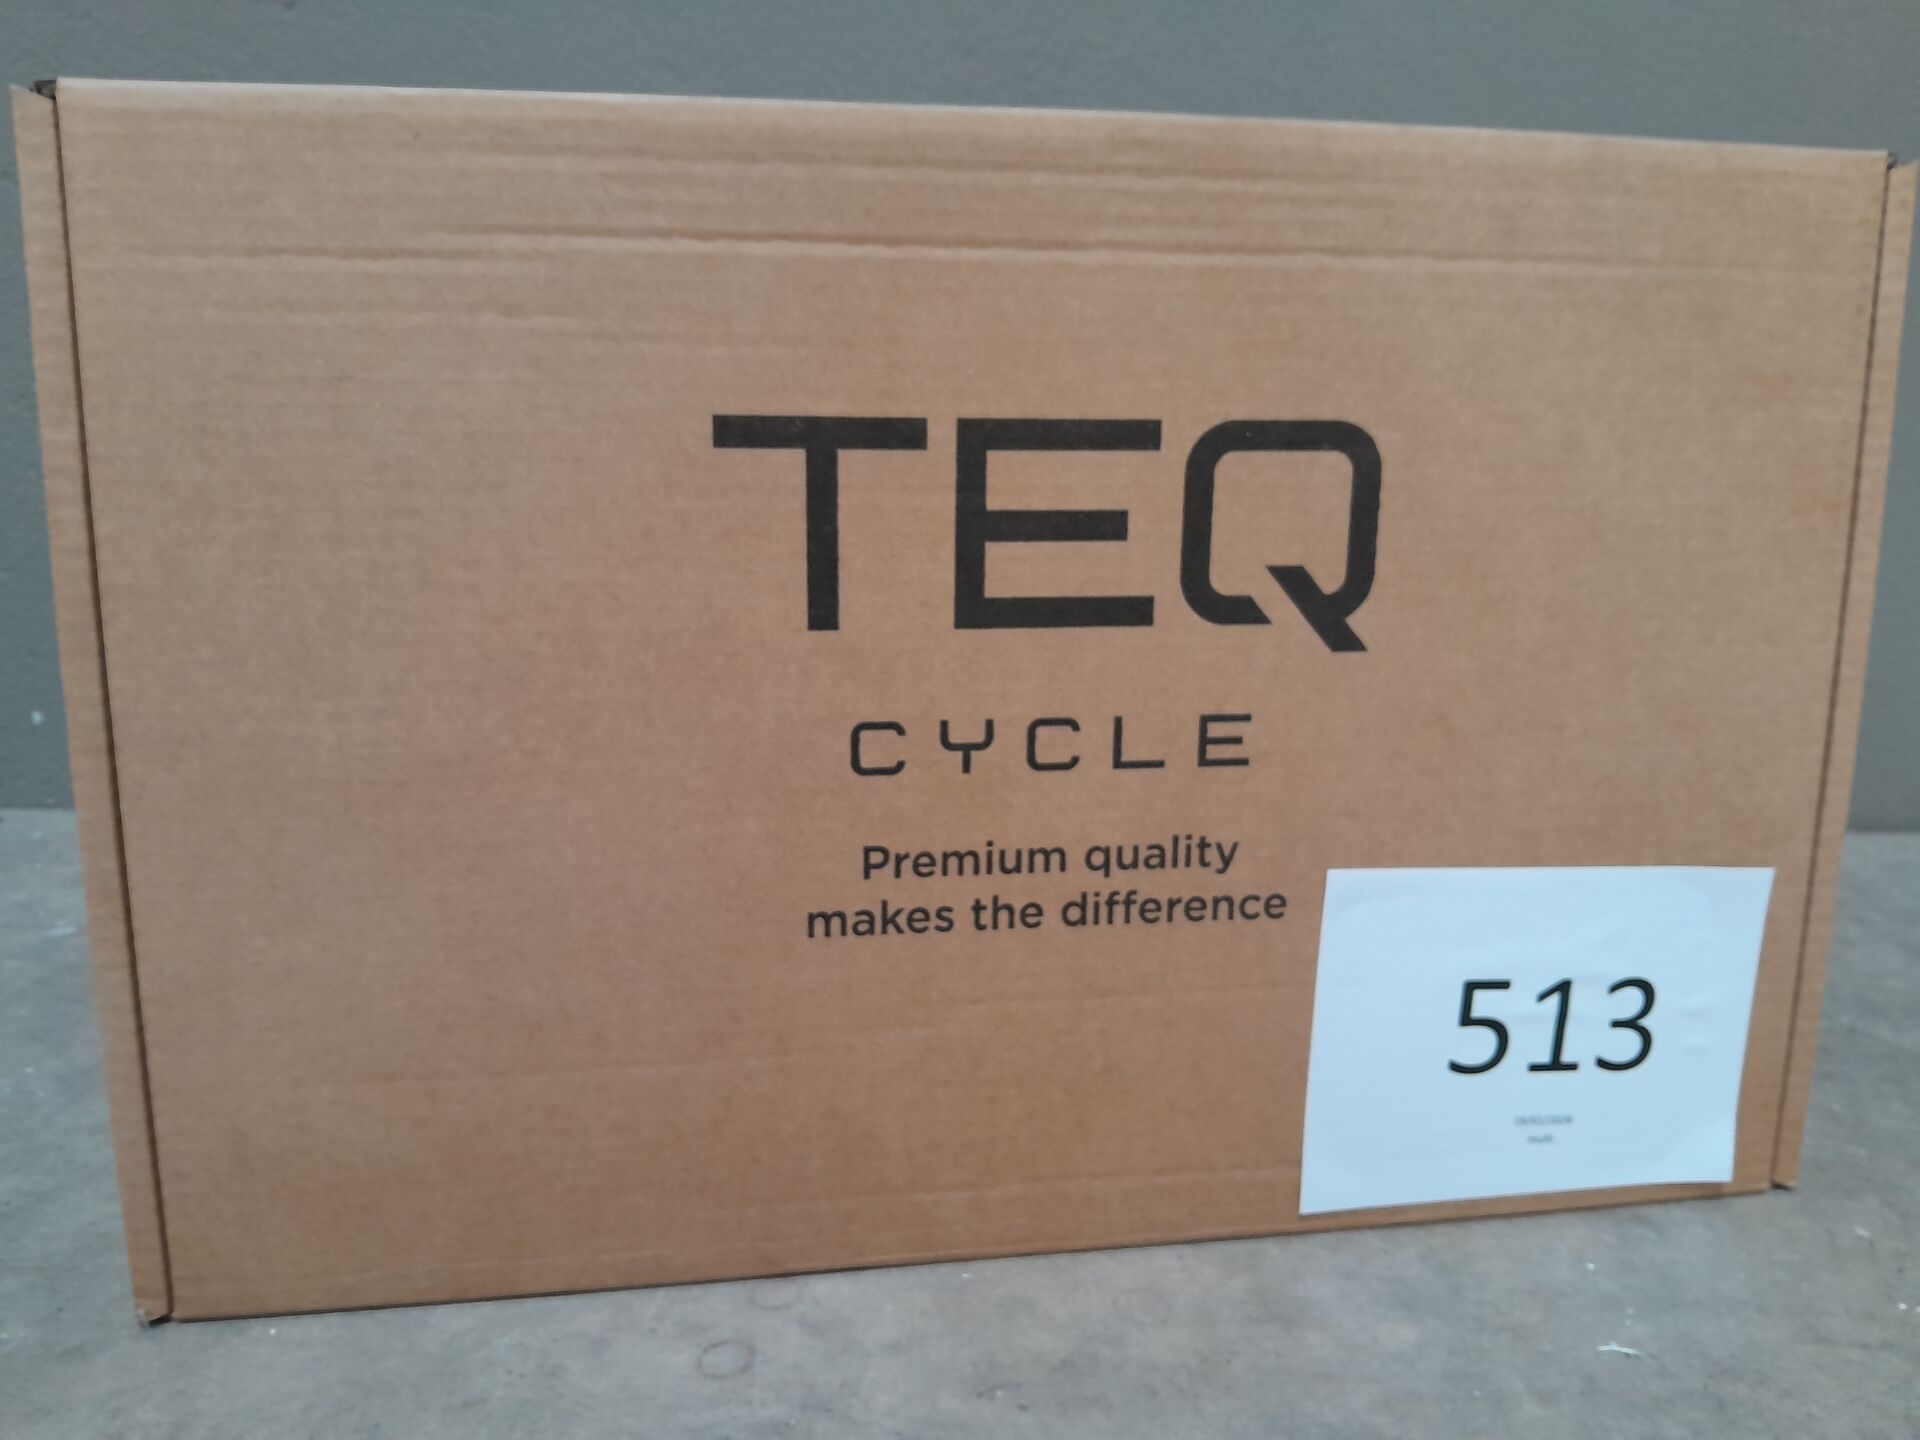 TEQ
CYCLE
Premium quality
makes the difference
513